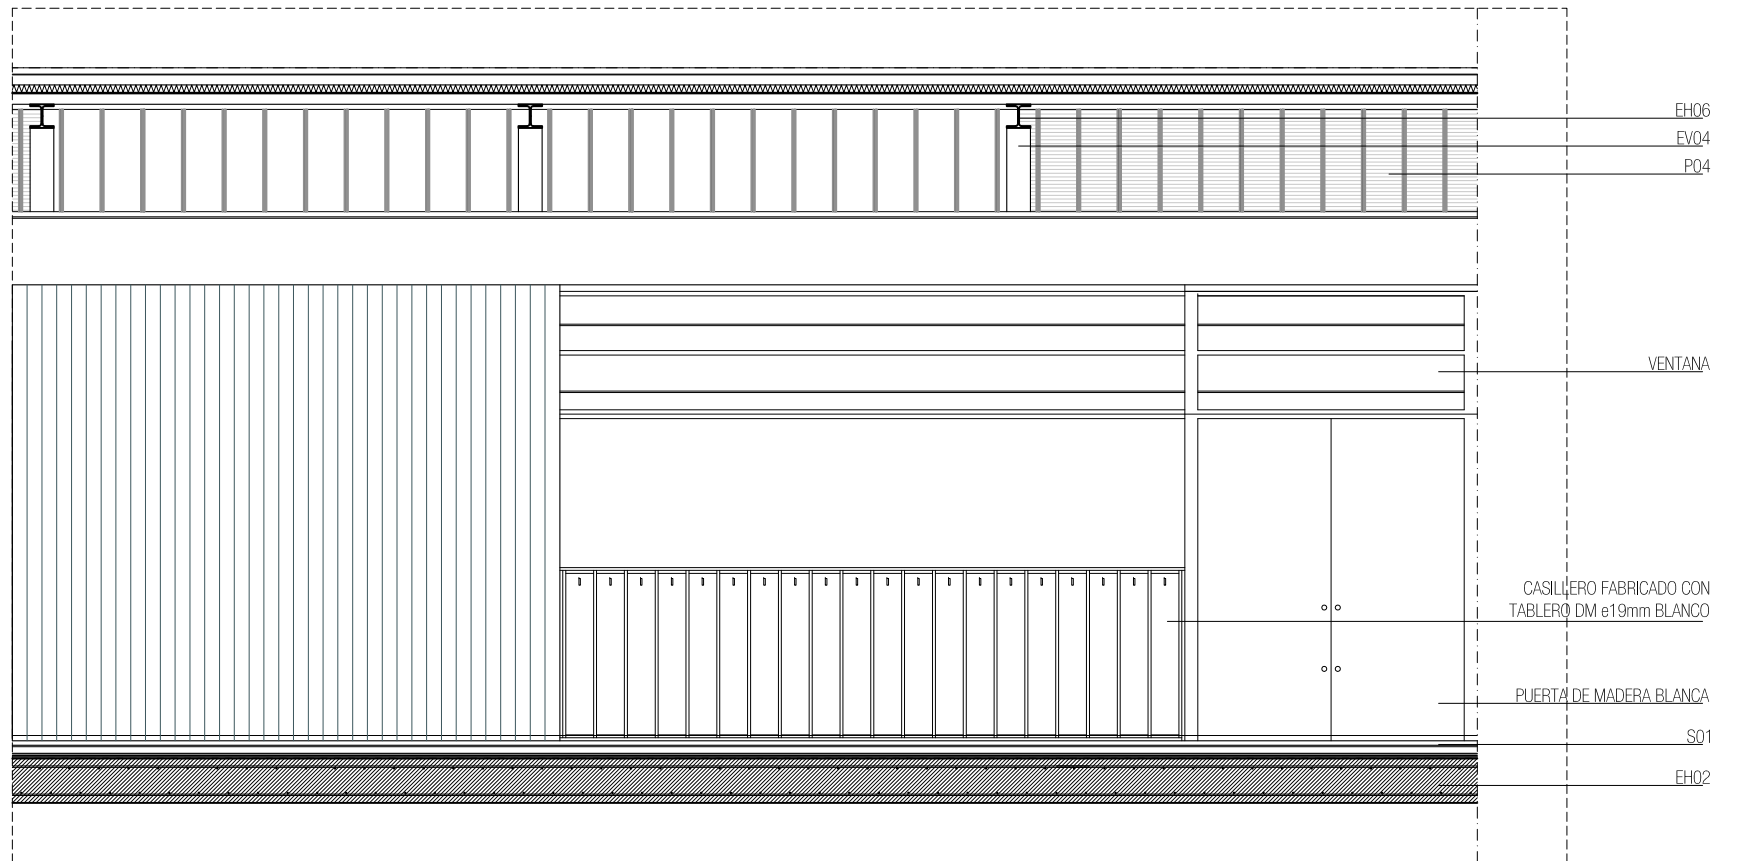 EH06
EV04
P04
VENTANA
CASILLERO FABRICADO CON
TABLERO DM e19mm BLANCO
PUERTA DE MADERA BLANCA
S01
EH02